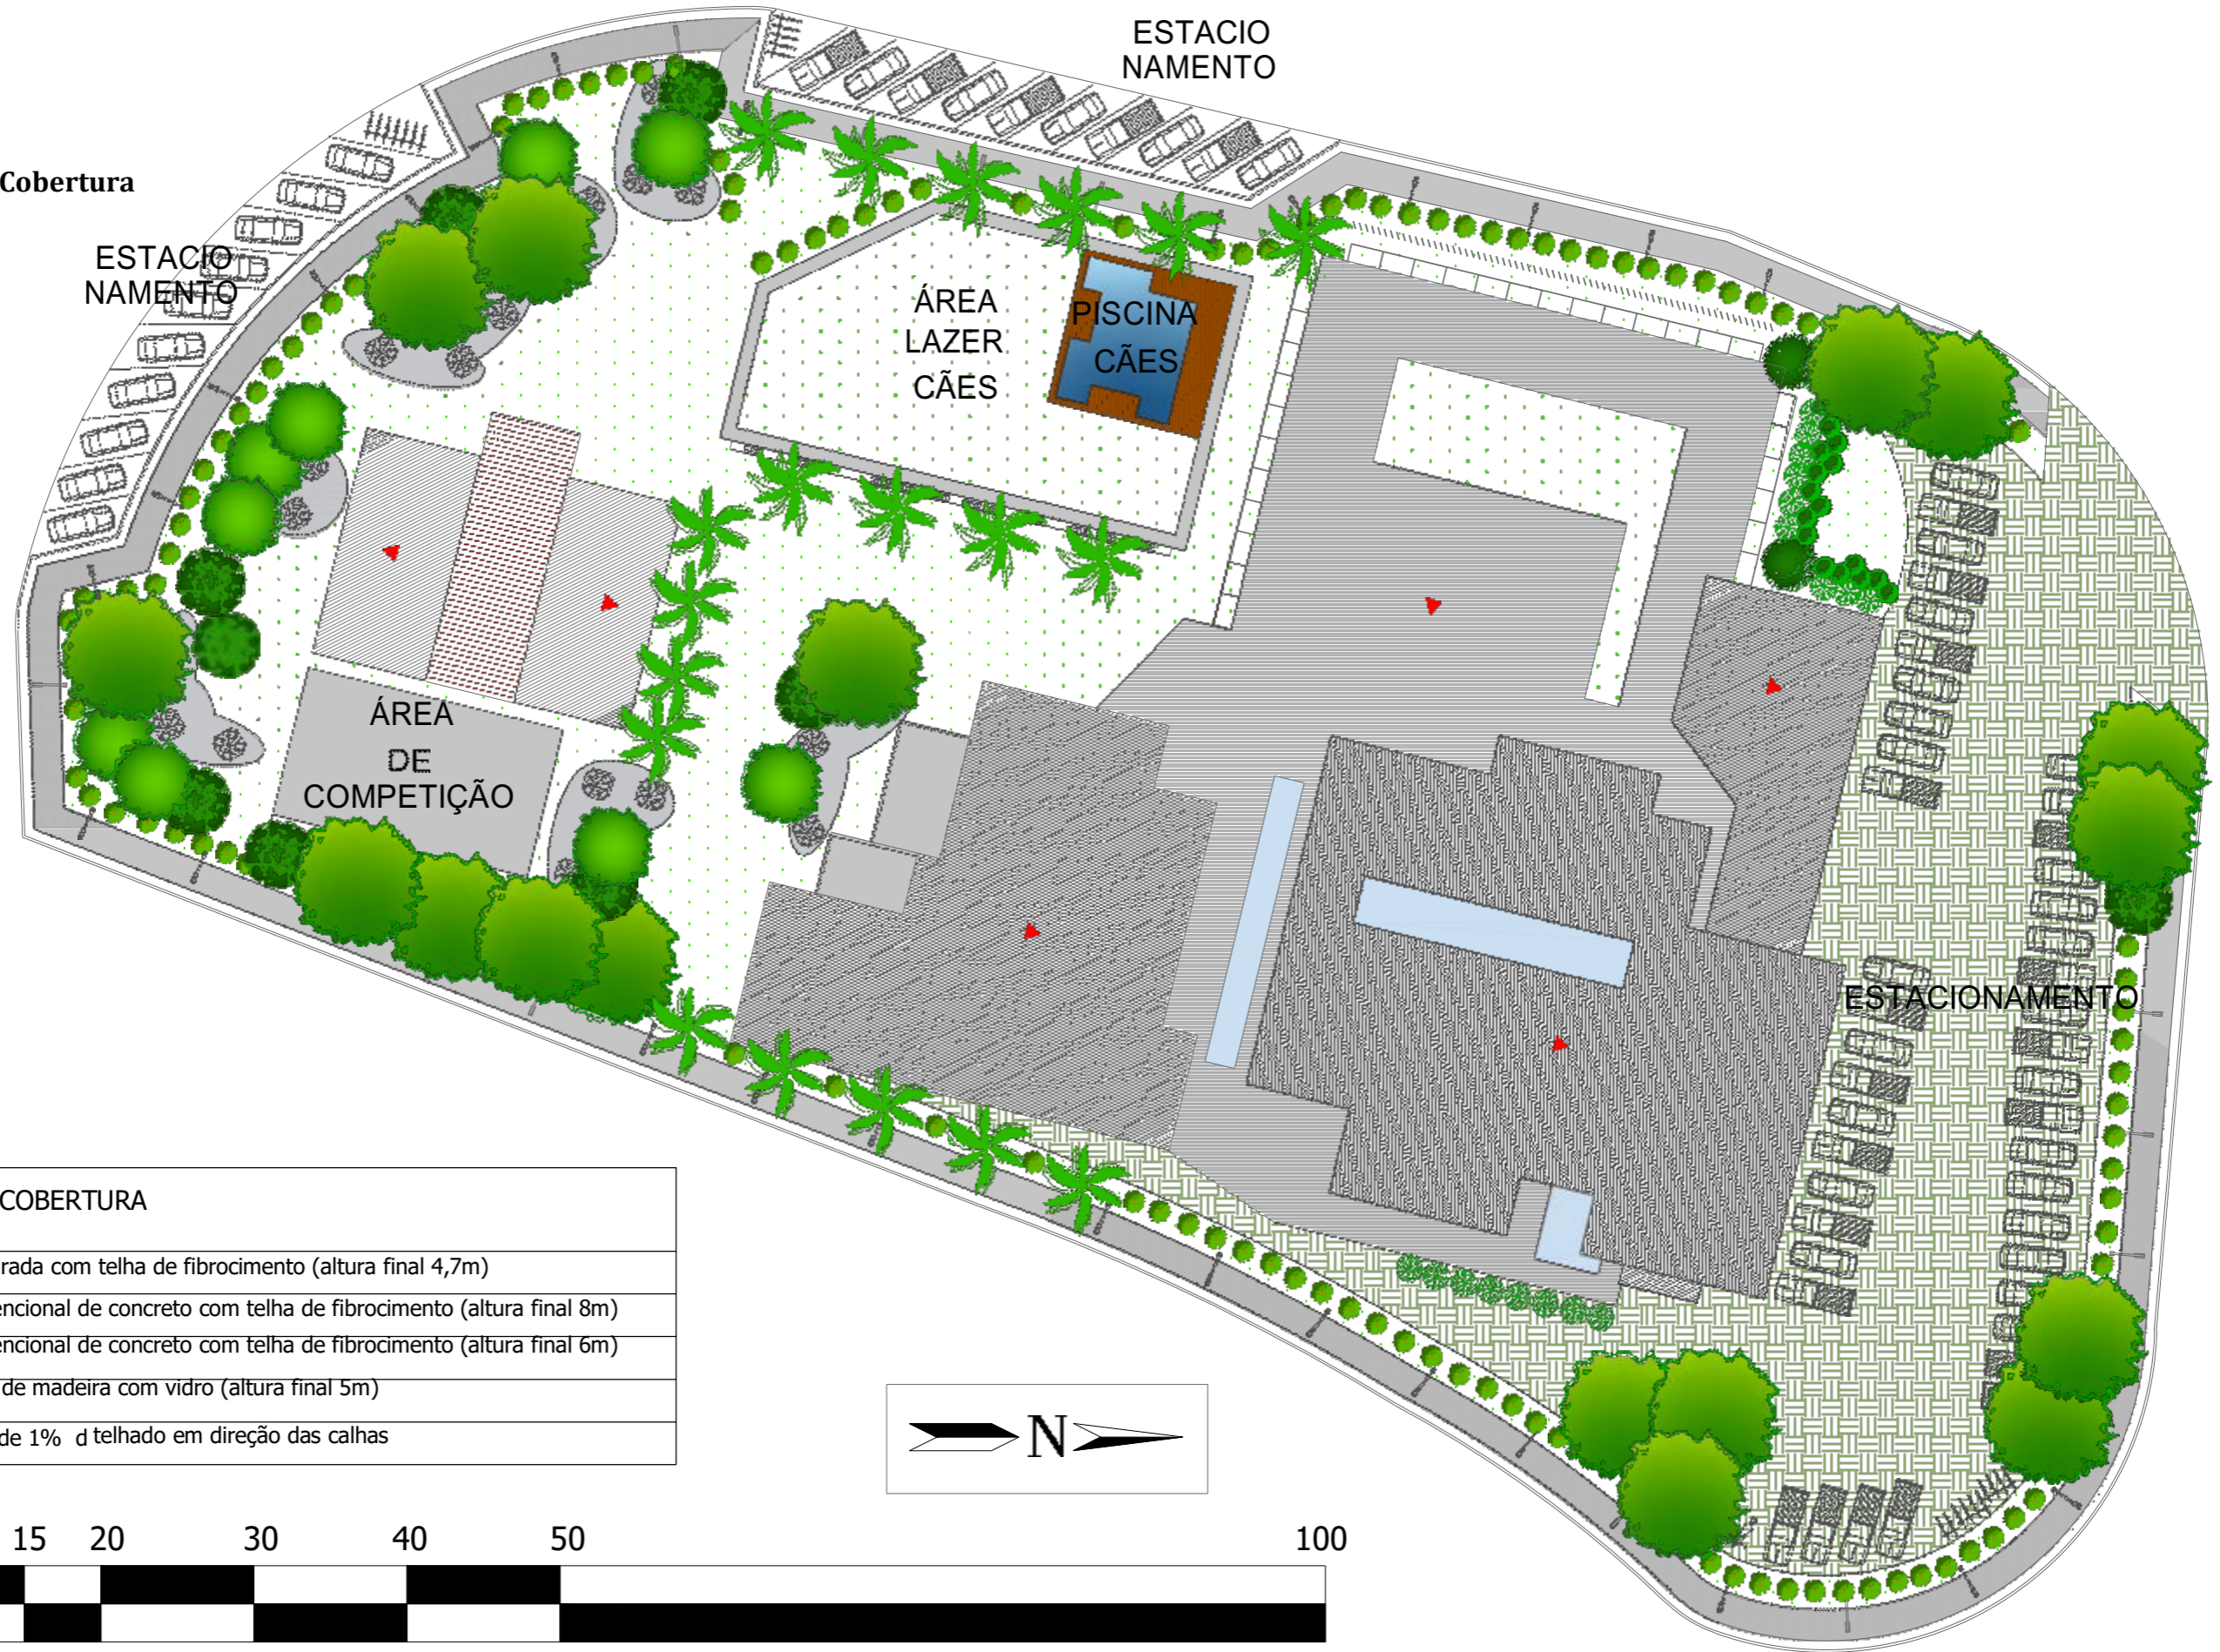 ESTACIO
NAMENTO
Cobertura
ESTACIO
NAMENTO
ÁREA
LAZER
CÃES
PISCINA
CÃES
ÁREA
DE
COMPETIÇÃO
ESTACIONAMENTO
COBERTURA
rada com telha de fibrocimento (altura final 4,7m)
encional de concreto com telha de fibrocimento (altura final 8m)
encional de concreto com telha de fibrocimento (altura final 6m)
de madeira com vidro (altura final 5m)
de 1% d telhado em direção das calhas
N
15 20 30 40 50 100